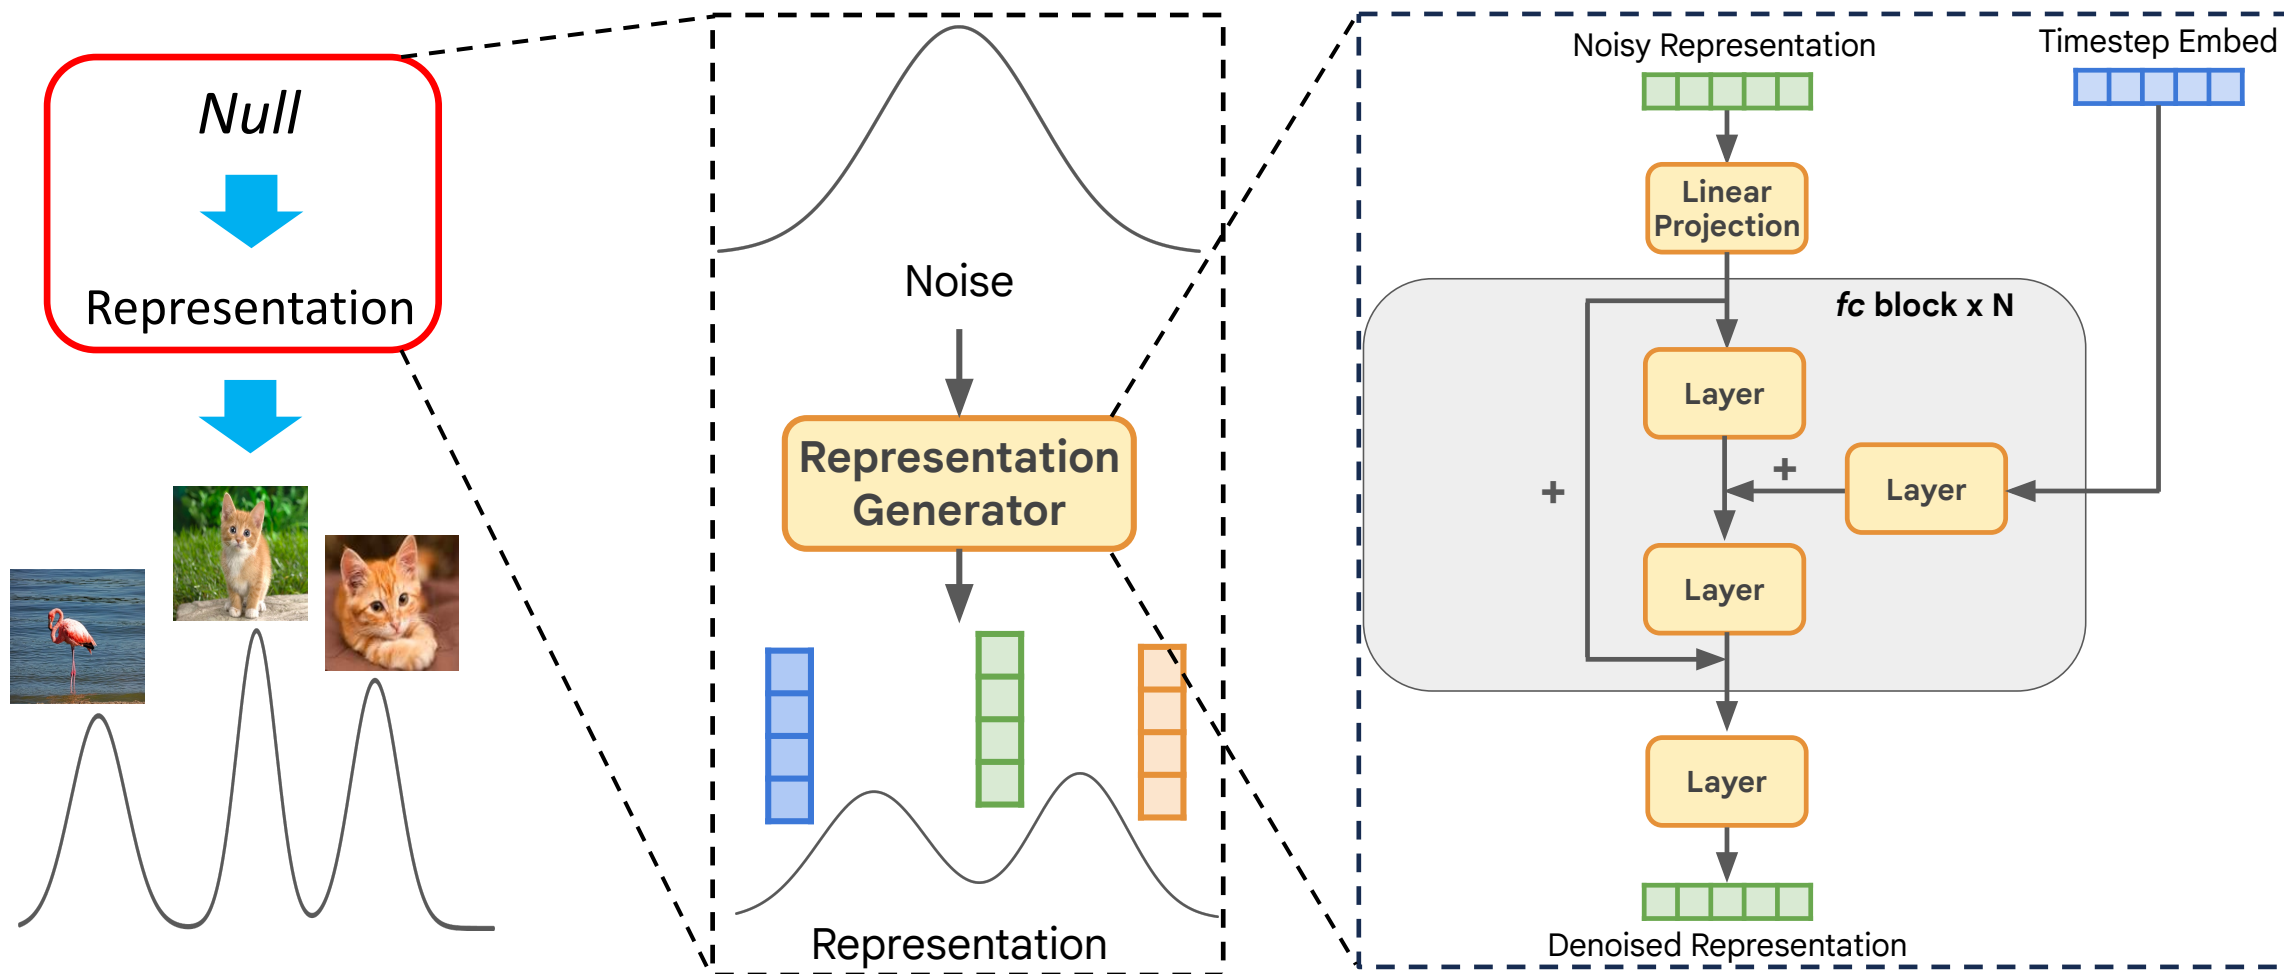 Null
Representation
Noise
Representation
Generator
Representation
Noisy Representation
Timestep Embed
Linear
Projection
fc block x N
Layer
+
+
Layer
Layer
Layer
Denoised Representation